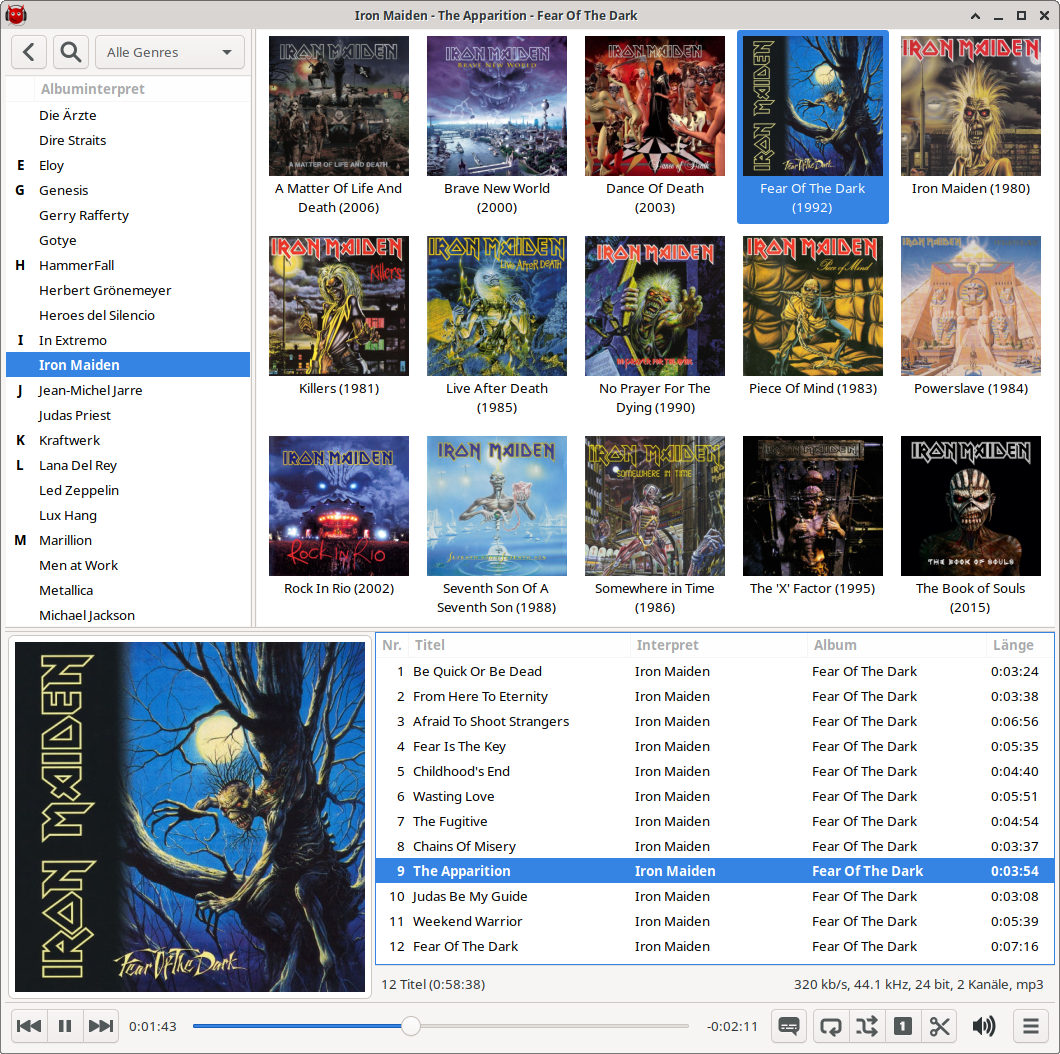 Iron Maiden - The Apparition - Fear Of The Dark
Alle Genres
Albuminterpret
Die Ärzte
Dire Straits
E Eloy
G Genesis
Gerry Rafferty
Gotye
H HammerFall
Herbert Grönemeyer
Heroes del Silencio
I In Extremo
Iron Maiden
J Jean-Michel Jarre
Judas Priest
K Kraftwerk
L Lana Del Rey
Led Zeppelin
Lux Hang
M Marillion
Men at Work
Metallica
Michael Jackson
IRON MAIDEN
A MATTER OF LIFE AND DEATH
A Matter Of Life And
Death (2006)
IRON MAIDEN
BRAVE NEW WORLD
Brave New World
(2000)
IRON MAIDEN
Dance of Death
Dance Of Death
(2003)
IRON MAIDEN
Fear Of The Dark
Fear Of The Dark
(1992)
IRON MAIDEN
Iron Maiden (1980)
IRON MAIDEN
Killers
Killers (1981)
IRON MAIDEN
LIVE AFTER DEATH
Live After Death
(1985)
IRON MAIDEN
NO PRAYER FOR THE DYING
No Prayer For The
Dying (1990)
IRON MAIDEN
Piece of Mind
Piece Of Mind (1983)
IRON MAIDEN
Powerslave (1984)
IRON MAIDEN
ROCK IN RIO
Rock In Rio (2002)
IRON MAIDEN
Seventh Son Of A
Seventh Son (1988)
IRON MAIDEN
SOMEWHERE IN TIME
Somewhere in Time
(1986)
IRON MAIDEN
The 'X' Factor (1995)
IRON MAIDEN
THE BOOK OF SOULS
The Book of Souls
(2015)
IRON MAIDEN
Fear Of The Dark
Nr. Titel Interpret Album Länge
1 Be Quick Or Be Dead Iron Maiden Fear Of The Dark 0:03:24
2 From Here To Eternity Iron Maiden Fear Of The Dark 0:03:38
3 Afraid To Shoot Strangers Iron Maiden Fear Of The Dark 0:06:56
4 Fear Is The Key Iron Maiden Fear Of The Dark 0:05:35
5 Childhood's End Iron Maiden Fear Of The Dark 0:04:40
6 Wasting Love Iron Maiden Fear Of The Dark 0:05:51
7 The Fugitive Iron Maiden Fear Of The Dark 0:04:54
8 Chains Of Misery Iron Maiden Fear Of The Dark 0:03:37
9 The Apparition Iron Maiden Fear Of The Dark 0:03:54
10 Judas Be My Guide Iron Maiden Fear Of The Dark 0:03:08
11 Weekend Warrior Iron Maiden Fear Of The Dark 0:05:39
12 Fear Of The Dark Iron Maiden Fear Of The Dark 0:07:16
12 Titel (0:58:38)
320 kb/s, 44.1 kHz, 24 bit, 2 Kanäle, mp3
0:01:43
-0:02:11
1